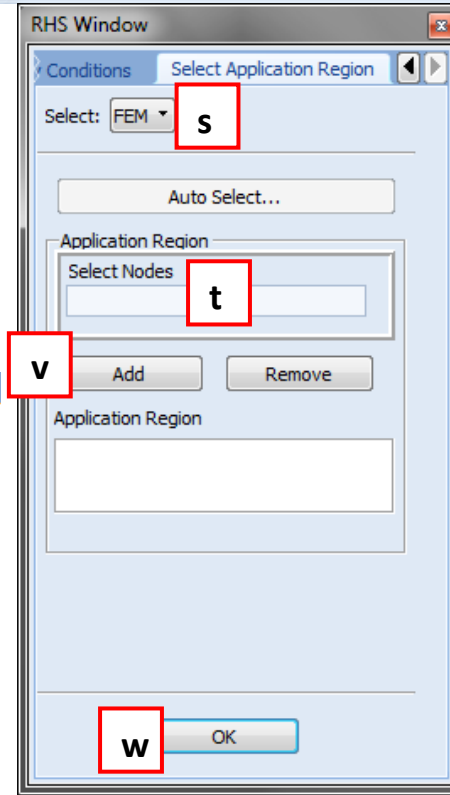 RHS Window
Conditions Select Application Region
Select: FEM s
Auto Select...
Application Region
Select Nodes
t
v Add Remove
Application Region
w OK